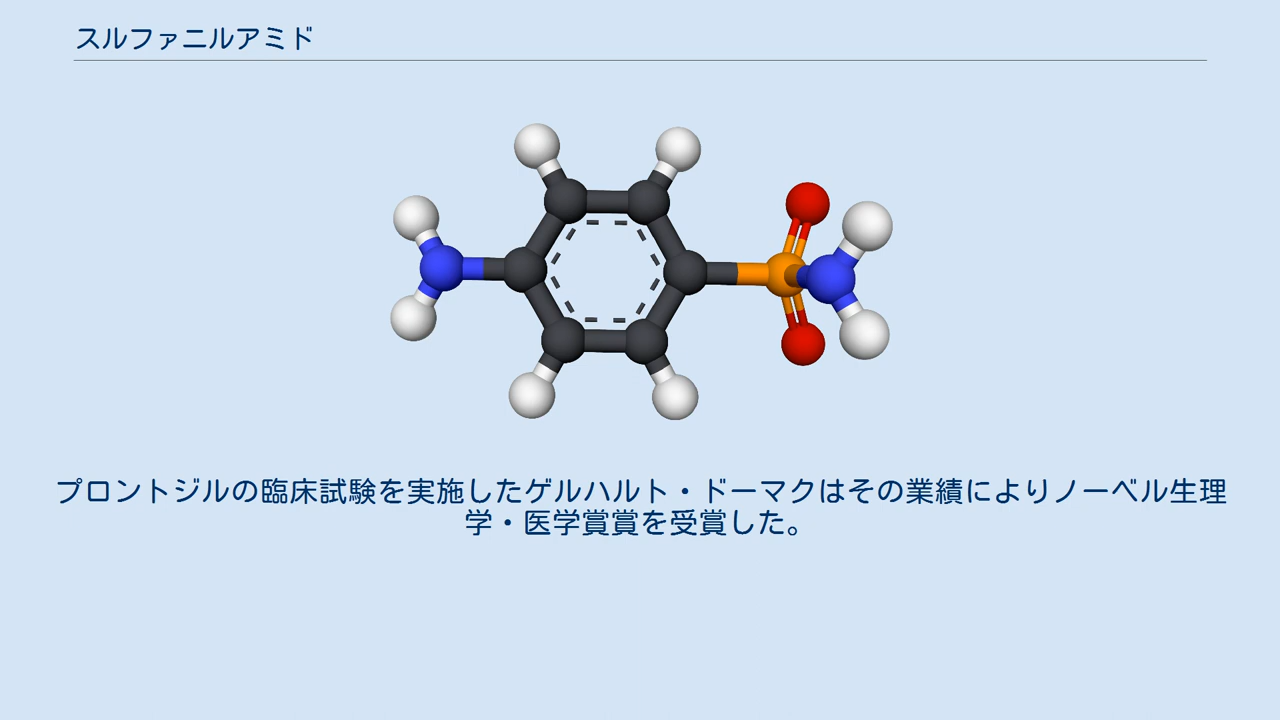 スルファニルアミド
プロントジルの臨床試験を実施したゲルハルト・ドーマクはその業績によりノーベル生理
学・医学賞賞を受賞した。